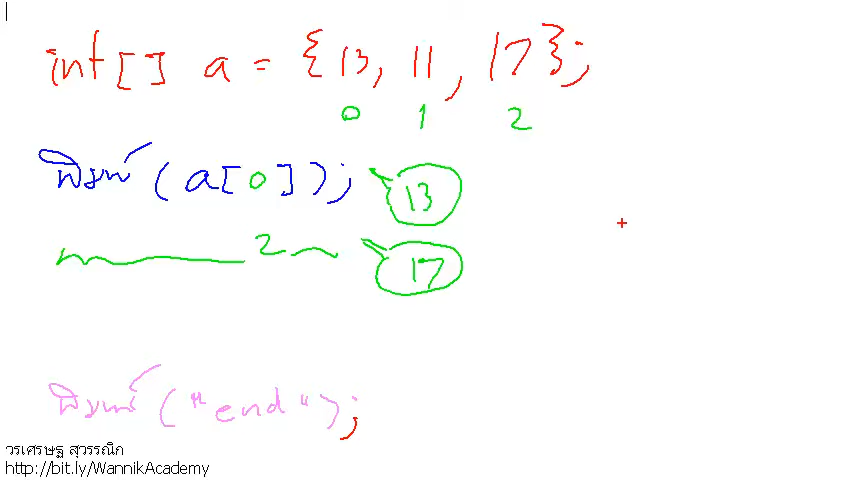 int[] a = {13, 11, 17};
0 1 2
พิมพ์(a[0]); 13
2 17
พิมพ์("end");
วรเศรษฐ สุวรรณิก
http://bit.ly/WannikAcademy